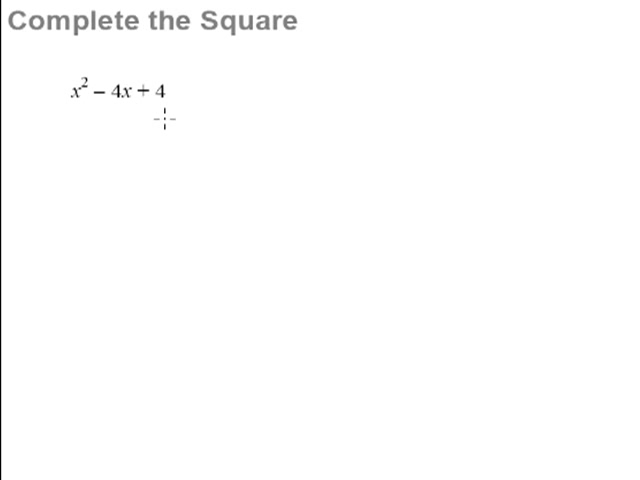 Complete the Square
x² – 4x + 4